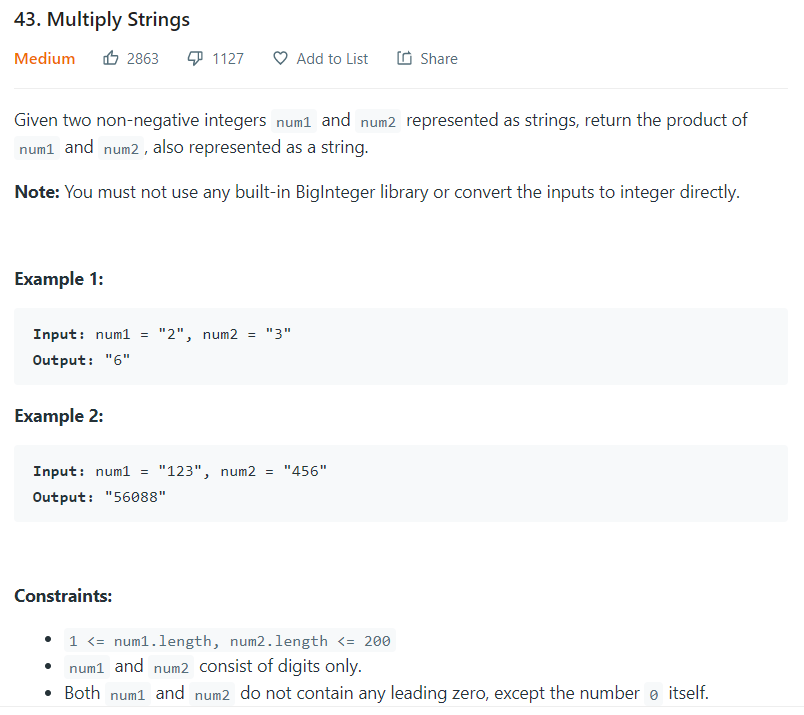 43. Multiply Strings
Medium 2863 1127 Add to List Share
Given two non-negative integers num1 and num2 represented as strings, return the product of
num1 and num2 , also represented as a string.
Note: You must not use any built-in BigInteger library or convert the inputs to integer directly.
Example 1:
Input: num1 = "2", num2 = "3"
Output: "6"
Example 2:
Input: num1 = "123", num2 = "456"
Output: "56088"
Constraints:
• 1 <= num1.length, num2.length <= 200
• num1 and num2 consist of digits only.
• Both num1 and num2 do not contain any leading zero, except the number 0 itself.